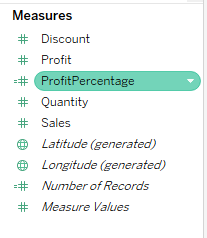 Measures
Discount
Profit
ProfitPercentage
Quantity
Sales
Latitude (generated)
Longitude (generated)
Number of Records
Measure Values